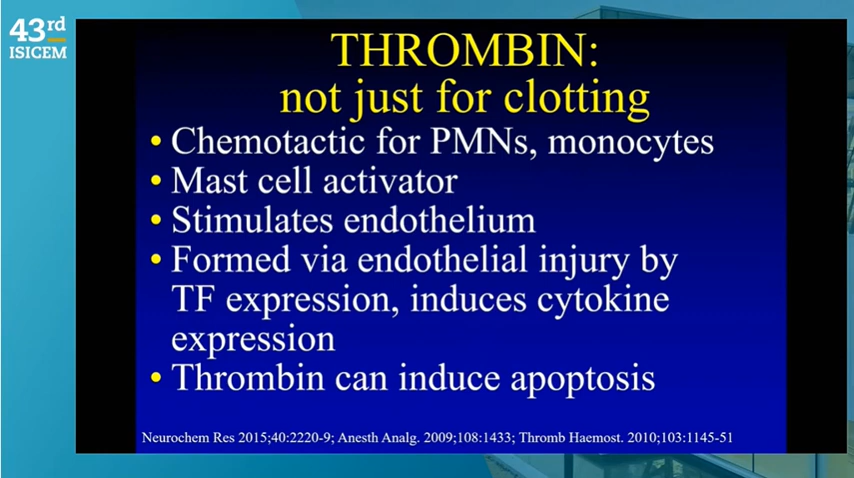 43rd
ISICEM
THROMBIN:
not just for clotting
• Chemotactic for PMNs, monocytes
• Mast cell activator
• Stimulates endothelium
• Formed via endothelial injury by
TF expression, induces cytokine
expression
• Thrombin can induce apoptosis
Neurochem Res 2015;40:2220-9; Anesth Analg. 2009;108:1433; Thromb Haemost. 2010;103:1145-51